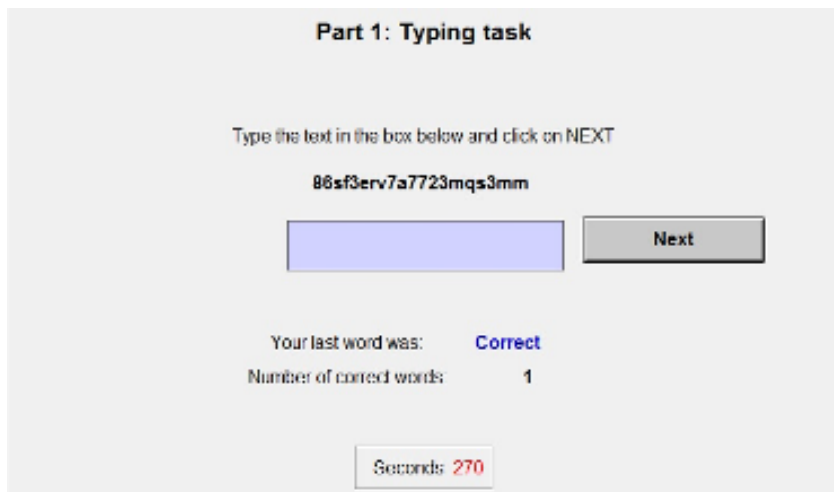 Part 1: Typing task
Type the text in the box below and click on NEXT
86sf3erv7a7723mqs3mm
Next
Your last word was: Correct
Number of correct words: 1
Seconds 270